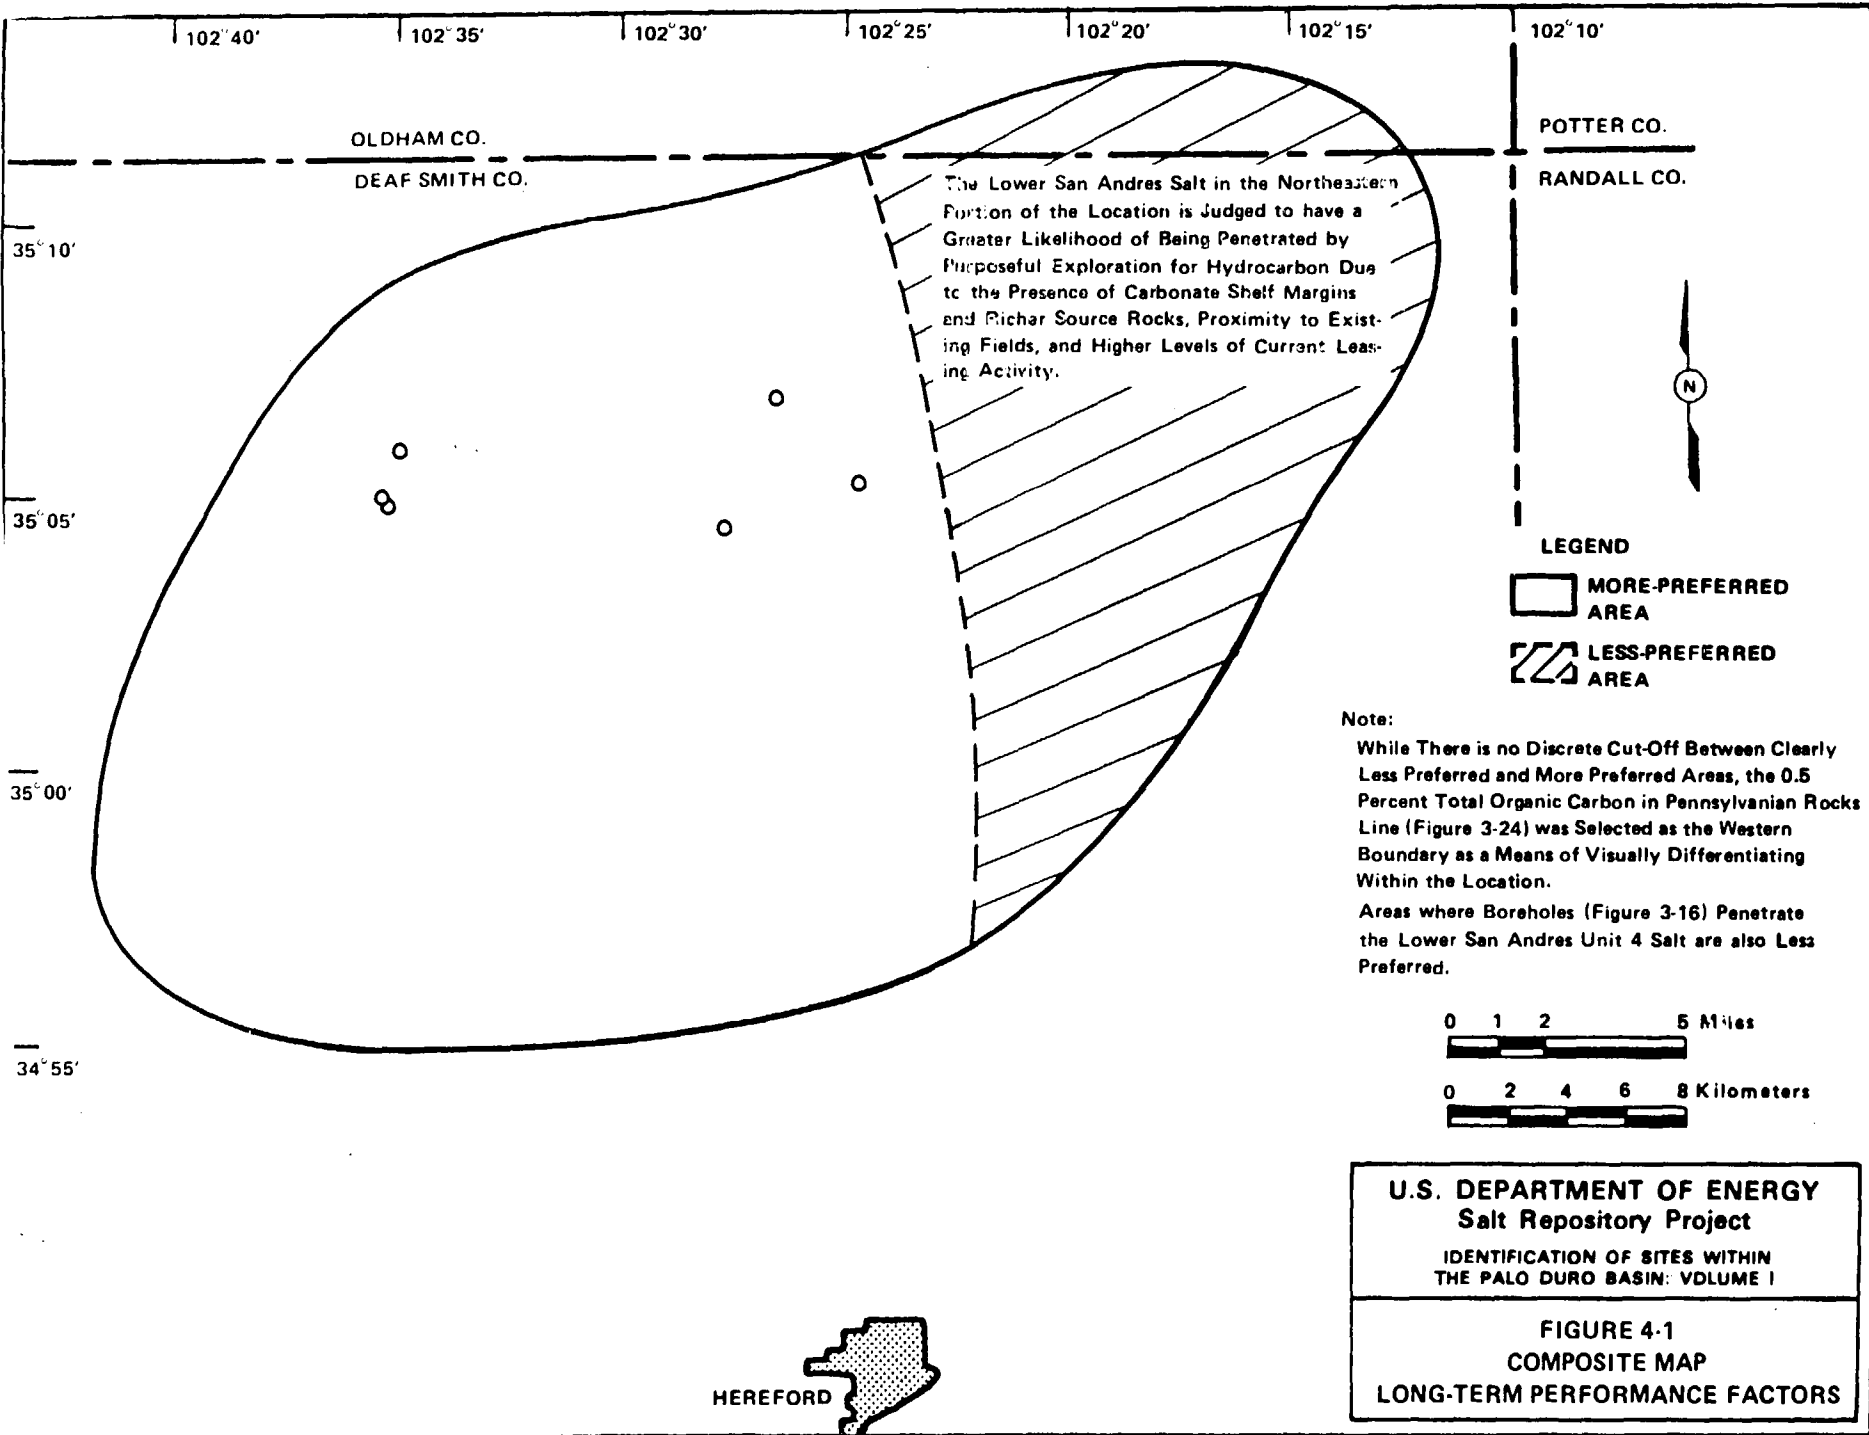 102°40' 102°35' 102°30' 102°25' 102°20' 102°15' 102°10'
OLDHAM CO.
DEAF SMITH CO.
POTTER CO.
RANDALL CO.
The Lower San Andres Salt in the Northeastern
Portion of the Location is Judged to have a
Greater Likelihood of Being Penetrated by
Purposeful Exploration for Hydrocarbon Due
to the Presence of Carbonate Shelf Margins
and Richer Source Rocks, Proximity to Exist-
ing Fields, and Higher Levels of Current Leas-
ing Activity.
35°10'
35°05'
35°00'
34°55'
N
LEGEND
MORE-PREFERRED
AREA
LESS-PREFERRED
AREA
Note:
While There is no Discrete Cut-Off Between Clearly
Less Preferred and More Preferred Areas, the 0.5
Percent Total Organic Carbon in Pennsylvanian Rocks
Line (Figure 3-24) was Selected as the Western
Boundary as a Means of Visually Differentiating
Within the Location.
Areas where Boreholes (Figure 3-16) Penetrate
the Lower San Andres Unit 4 Salt are also Less
Preferred.
0 1 2 5 Miles
0 2 4 6 8 Kilometers
HEREFORD
U.S. DEPARTMENT OF ENERGY
Salt Repository Project
IDENTIFICATION OF SITES WITHIN
THE PALO DURO BASIN: VOLUME I
FIGURE 4-1
COMPOSITE MAP
LONG-TERM PERFORMANCE FACTORS